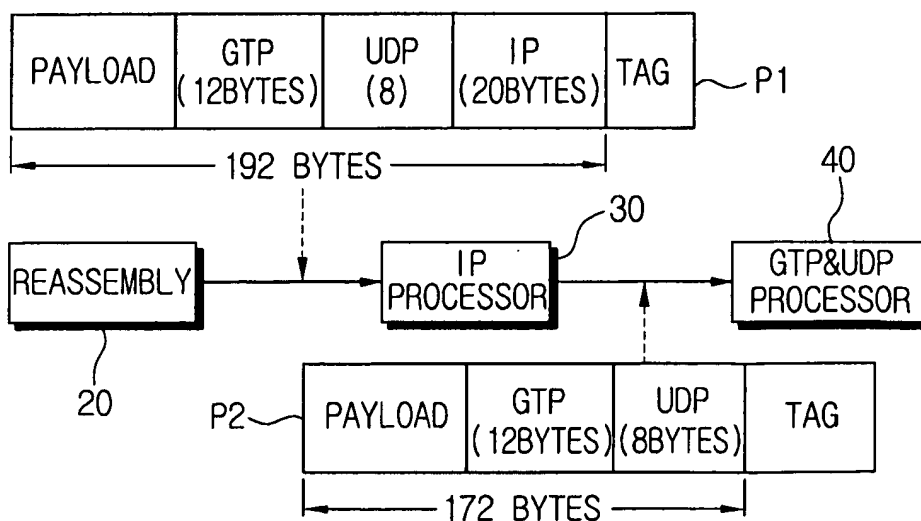 PAYLOAD GTP (12BYTES) UDP (8) IP (20BYTES) TAG P1
192 BYTES
40
30
REASSEMBLY IP PROCESSOR GTP&UDP PROCESSOR
20
P2 PAYLOAD GTP (12BYTES) UDP (8BYTES) TAG
172 BYTES